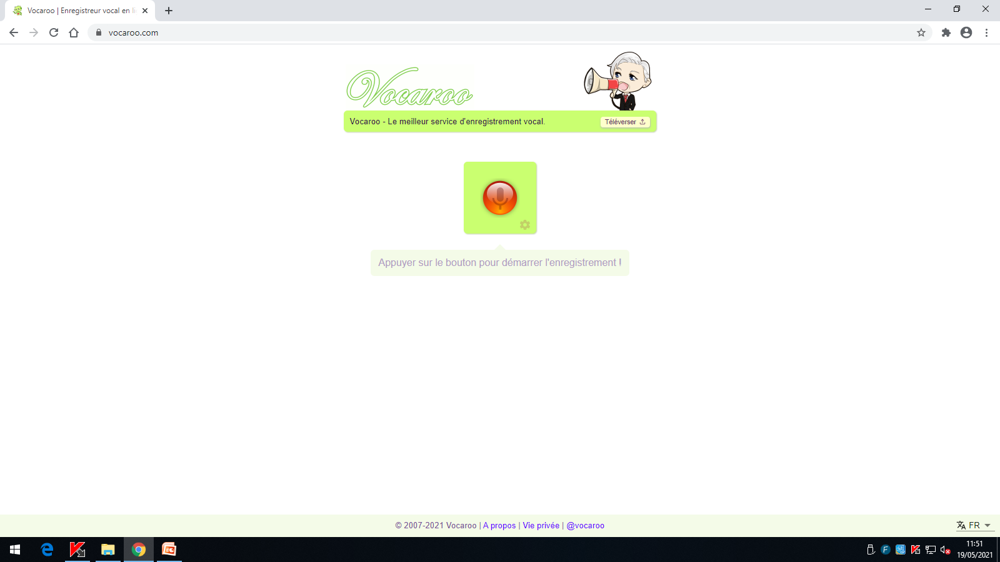 Vocaroo | Enregistreur vocal en li
vocaroo.com
Vocaroo
Vocaroo - Le meilleur service d'enregistrement vocal.
Téléverser
Appuyer sur le bouton pour démarrer l'enregistrement !
© 2007-2021 Vocaroo | A propos | Vie privée | @vocaroo
FR
11:51
19/05/2021